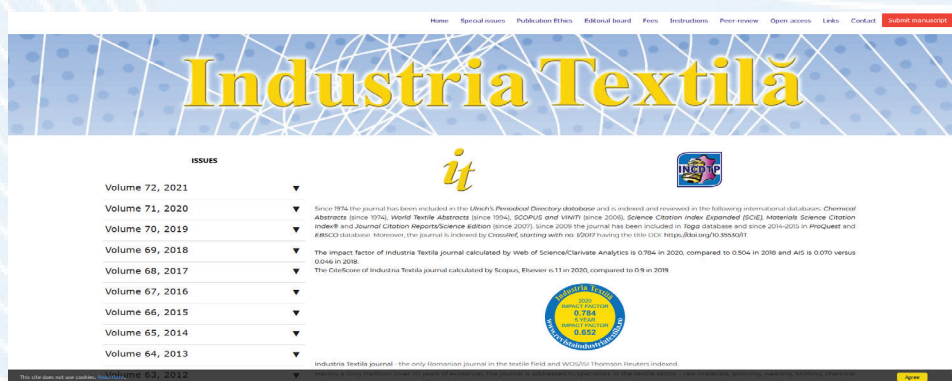 Home Special issues Publication Ethics Editorial board Fees Instructions Peer-review Open access Links Contact Submit manuscript
Industria Textilă
ISSUES
Volume 72, 2021 ▼
Volume 71, 2020 ▼
Volume 70, 2019 ▼
Volume 69, 2018 ▼
Volume 68, 2017 ▼
Volume 67, 2016 ▼
Volume 66, 2015 ▼
Volume 65, 2014 ▼
Volume 64, 2013 ▼
Volume 63, 2012 ▼
it
INCDTP
Since 1974 the journal has been included in the Ulrich's Periodical Directory database and is indexed and reviewed in the following international databases: Chemical
Abstracts (since 1974), World Textile Abstracts (since 1994), SCOPUS and VINITI (since 2006), Science Citation Index Expanded (SCIE), Materials Science Citation
Index® and Journal Citation Reports/Science Edition (since 2007). Since 2009 the journal has been included in Toga database and since 2014-2015 in ProQuest and
EBSCO database. Moreover, the journal is indexed by CrossRef, starting with no. 1/2017 having the title DOI: https://doi.org/10.35530/IT.
The impact factor of Industria Textila journal calculated by Web of Science/Clarivate Analytics is 0.784 in 2020, compared to 0.504 in 2018 and AIS is 0.070 versus
0.046 in 2018.
The CiteScore of Industria Textila journal calculated by Scopus, Elsevier is 1.1 in 2020, compared to 0.9 in 2019.
Industria Textila
2020
IMPACT FACTOR
0.784
5 YEAR
IMPACT FACTOR
0.652
www.revistaindustriatextila.ro
Industria Textila journal - the only Romanian journal in the textile field and WOS/ISI Thomson Reuters indexed.
This site does not use cookies.
Agree